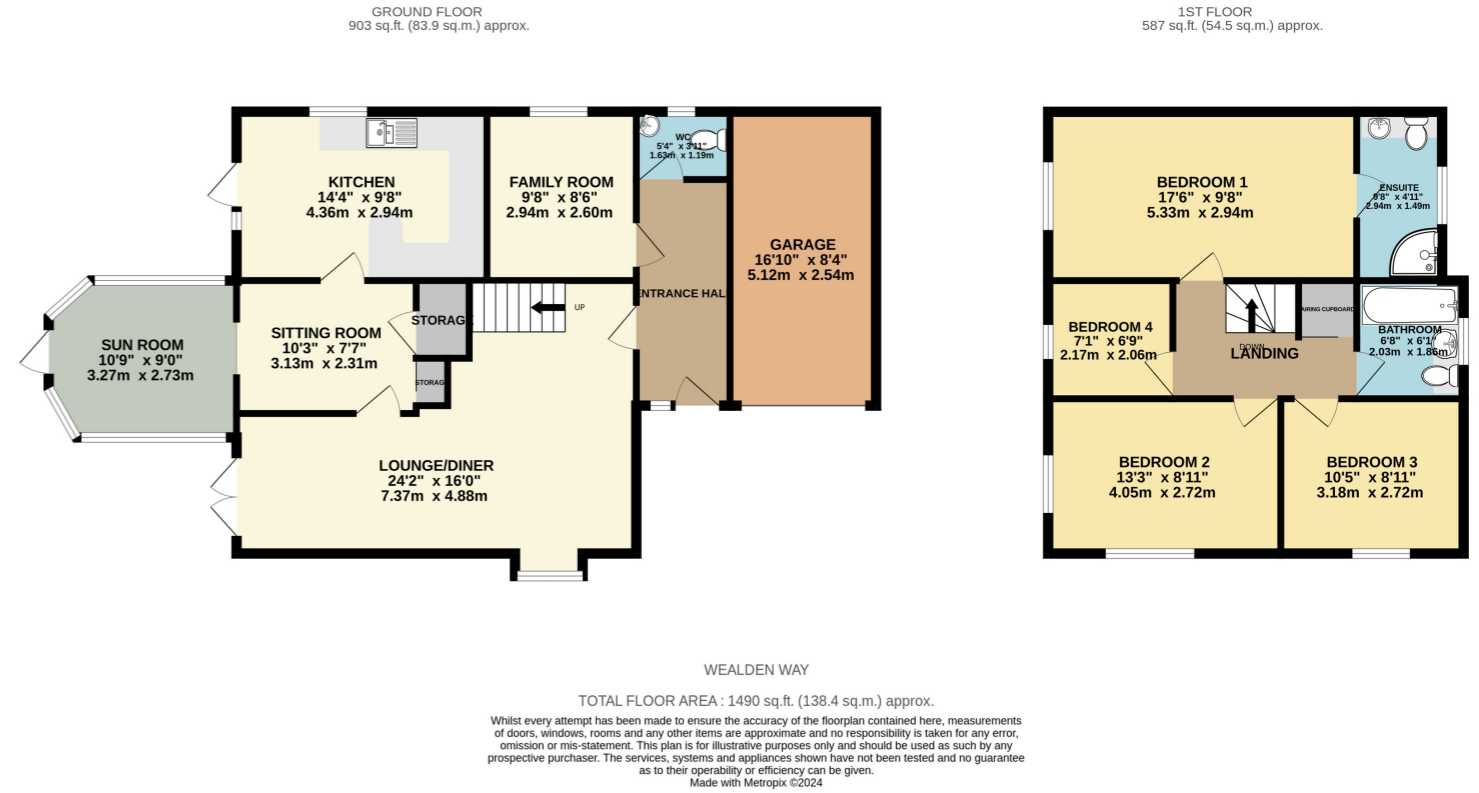 GROUND FLOOR
903 sq.ft. (83.9 sq.m.) approx.
1ST FLOOR
587 sq.ft. (54.5 sq.m.) approx.
KITCHEN
14'4" x 9'8"
4.36m x 2.94m
FAMILY ROOM
9'8" x 8'6"
2.94m x 2.60m
WC
5'4" x 3'11"
1.63m x 1.19m
GARAGE
16'10" x 8'4"
5.12m x 2.54m
ENTRANCE HALL
UP
STORAGE
SITTING ROOM
10'3" x 7'7"
3.13m x 2.31m
SUN ROOM
10'9" x 9'0"
3.27m x 2.73m
STORAGE
LOUNGE/DINER
24'2" x 16'0"
7.37m x 4.88m
BEDROOM 1
17'6" x 9'8"
5.33m x 2.94m
ENSUITE
9'8" x 4'11"
2.94m x 1.49m
AIRING CUPBOARD
BEDROOM 4
7'1" x 6'9"
2.17m x 2.06m
DOWN
LANDING
BATHROOM
6'8" x 6'1"
2.03m x 1.86m
BEDROOM 2
13'3" x 8'11"
4.05m x 2.72m
BEDROOM 3
10'5" x 8'11"
3.18m x 2.72m
WEALDEN WAY
TOTAL FLOOR AREA : 1490 sq.ft. (138.4 sq.m.) approx.
Whilst every attempt has been made to ensure the accuracy of the floorplan contained here, measurements
of doors, windows, rooms and any other items are approximate and no responsibility is taken for any error,
omission or mis-statement. This plan is for illustrative purposes only and should be used as such by any
prospective purchaser. The services, systems and appliances shown have not been tested and no guarantee
as to their operability or efficiency can be given.
Made with Metropix ©2024